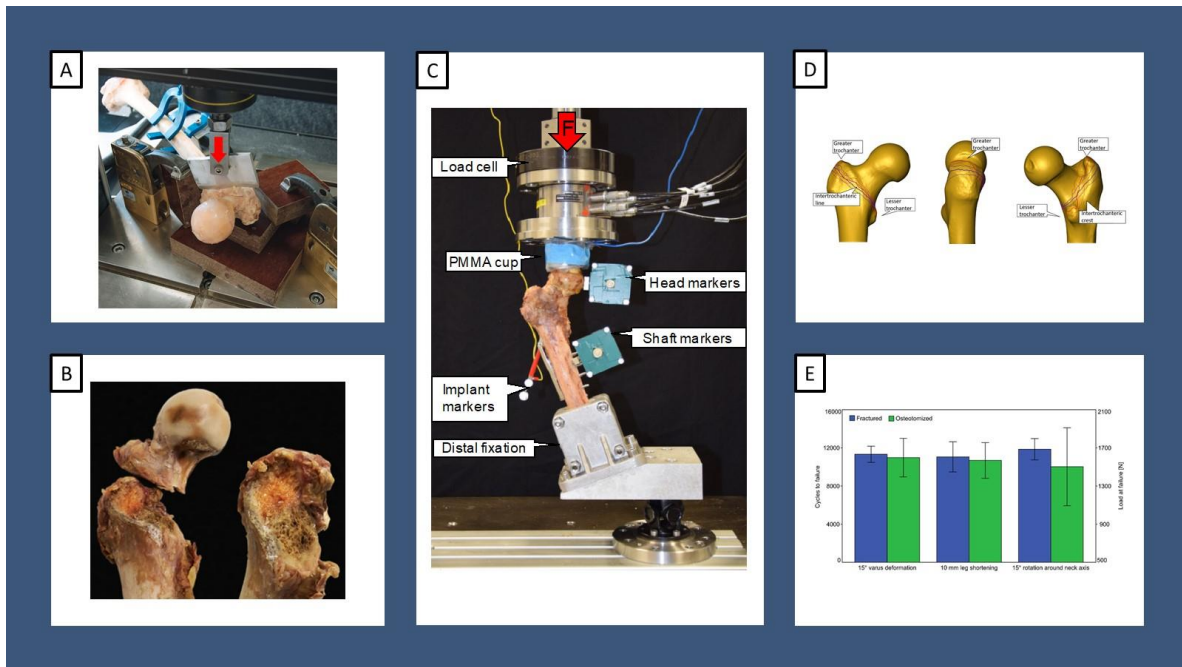 A
B
C
F
Load cell
PMMA cup
Head markers
Shaft markers
Implant
markers
Distal fixation
D
Greater
trochanter
Greater
trochanter
Greater
trochanter
Intertrochanteric
line
Lesser
trochanter
Lesser
trochanter
Intertrochanteric
crest
E
Fractured
Osteotomized
16000
12000
8000
4000
0
Cycles to failure
2100
1700
1300
900
500
Load at failure [N]
15° varus deformation
10 mm leg shortening
15° rotation around neck axis